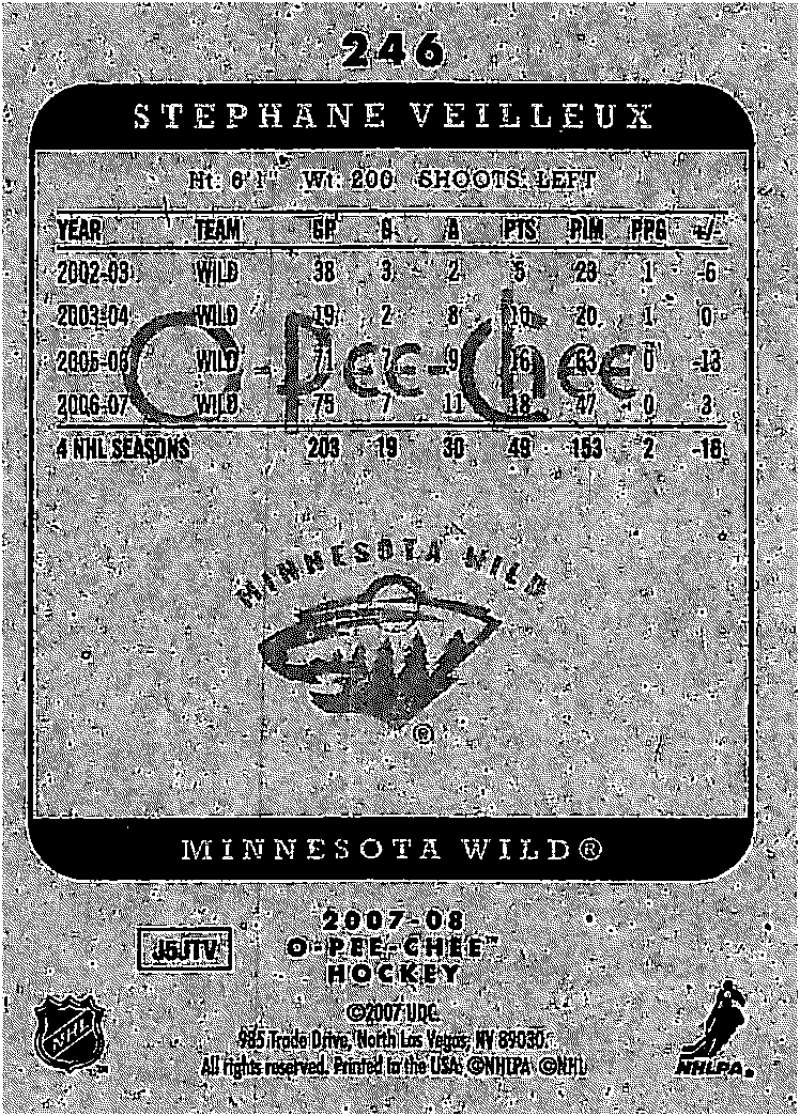 246
STEPHANE VEILLEUX
Ht: 6'1" Wt: 200 SHOOTS: LEFT
YEAR TEAM GP G A PTS PIM PPG +/-
2002-03 WILD 38 3 2 5 23 1 -6
2003-04 WILD 19 2 8 10 20 1 0
2005-06 WILD 71 7 9 16 63 0 -13
2006-07 WILD 75 7 11 18 47 0 3
O-Pee-Chee
4 NHL SEASONS 203 19 30 49 153 2 -16
MINNESOTA WILD
®
MINNESOTA WILD®
2007-08
J5JTV O-PEE-CHEE™
HOCKEY
©2007 UDC.
985 Trade Drive, North Las Vegas, NV 89030.
All rights reserved. Printed in the USA. ©NHLPA ©NHL
NHL
NHLPA.